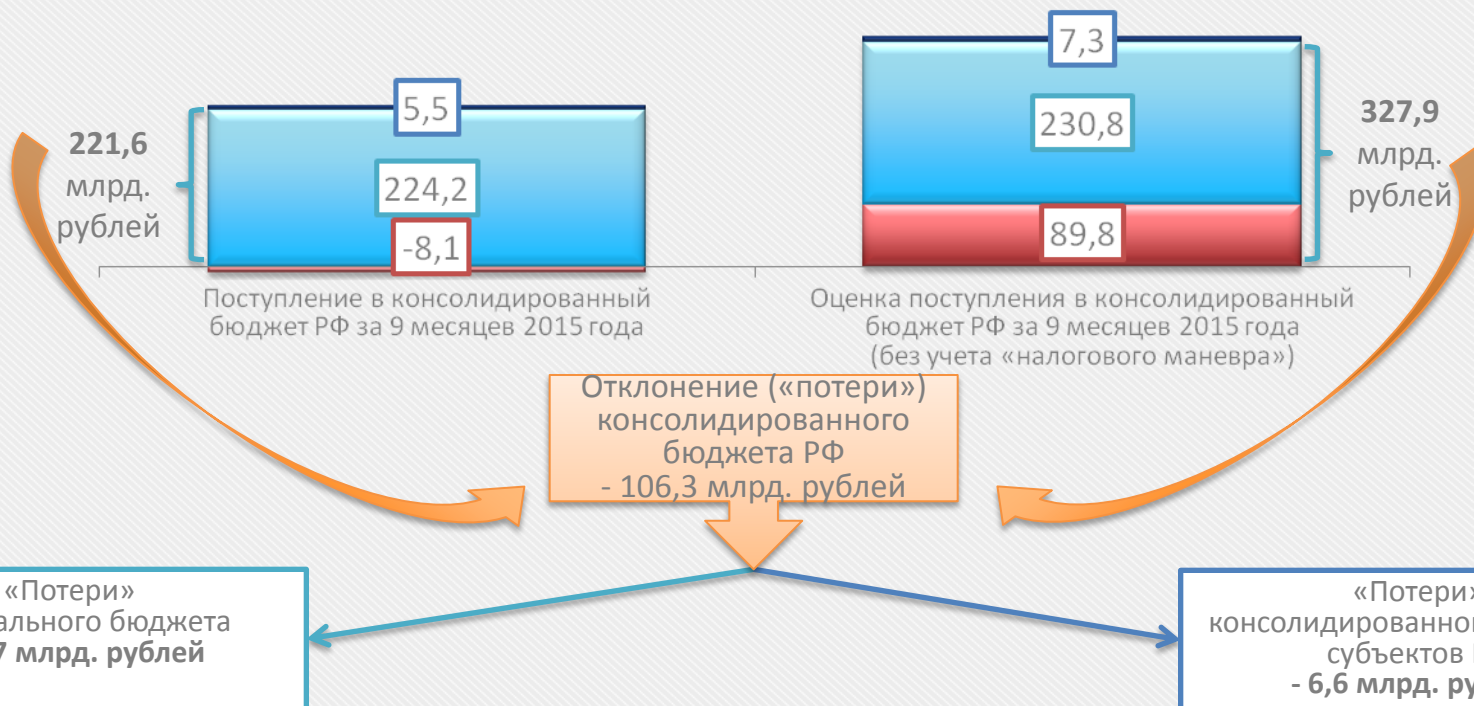 7,3
5,5
230,8
221,6
млрд.
рублей
327,9
млрд.
рублей
224,2
-8,1
89,8
Поступление в консолидированный
бюджет РФ за 9 месяцев 2015 года
Оценка поступления в консолидированный
бюджет РФ за 9 месяцев 2015 года
(без учета «налогового маневра»)
Отклонение («потери»)
консолидированного
бюджета РФ
- 106,3 млрд. рублей
«Потери»
бюджета
млрд. рублей
«Потери»
субъектов
- 6,6 млрд.